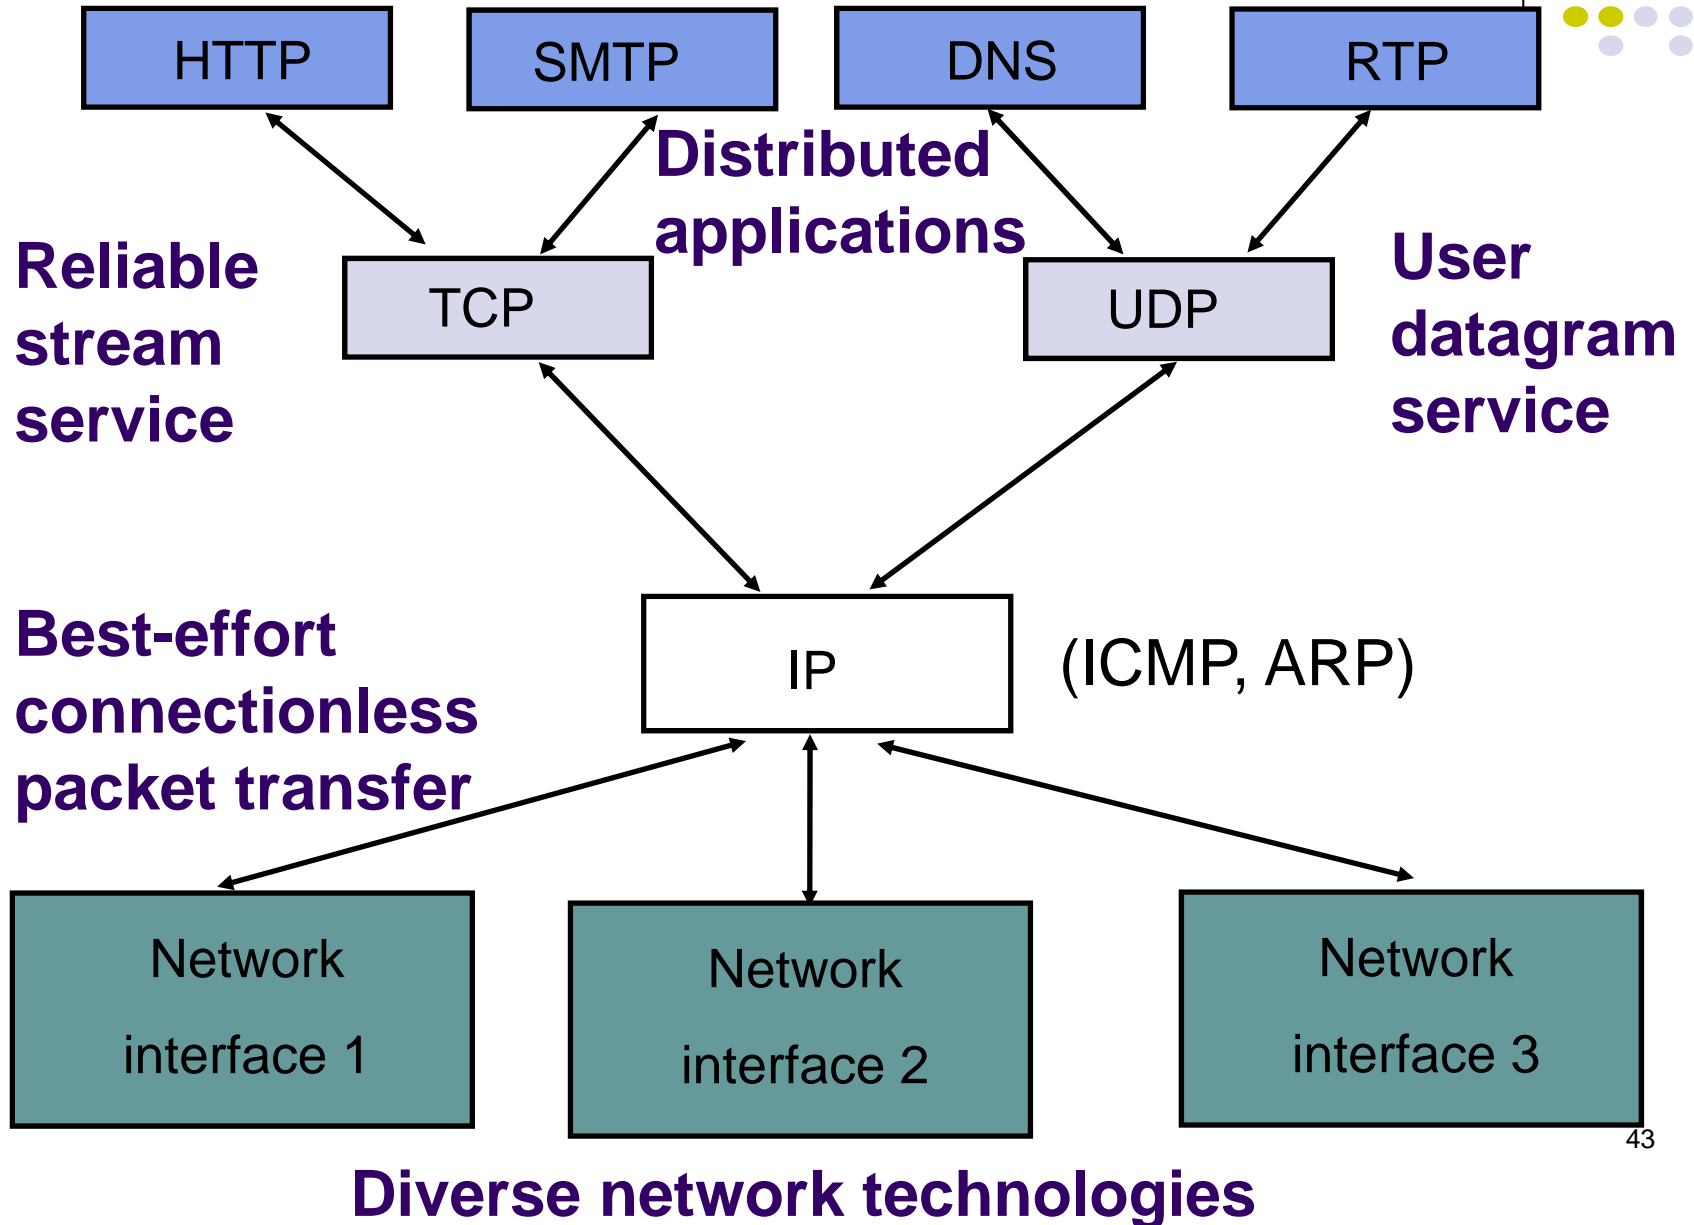 HTTP
SMTP
DNS
RTP
Distributed
applications
Reliable
stream
service
TCP
UDP
User
datagram
service
Best-effort
connectionless
packet transfer
IP
(ICMP, ARP)
Network
interface 1
Network
interface 2
Network
interface 3
43
Diverse network technologies